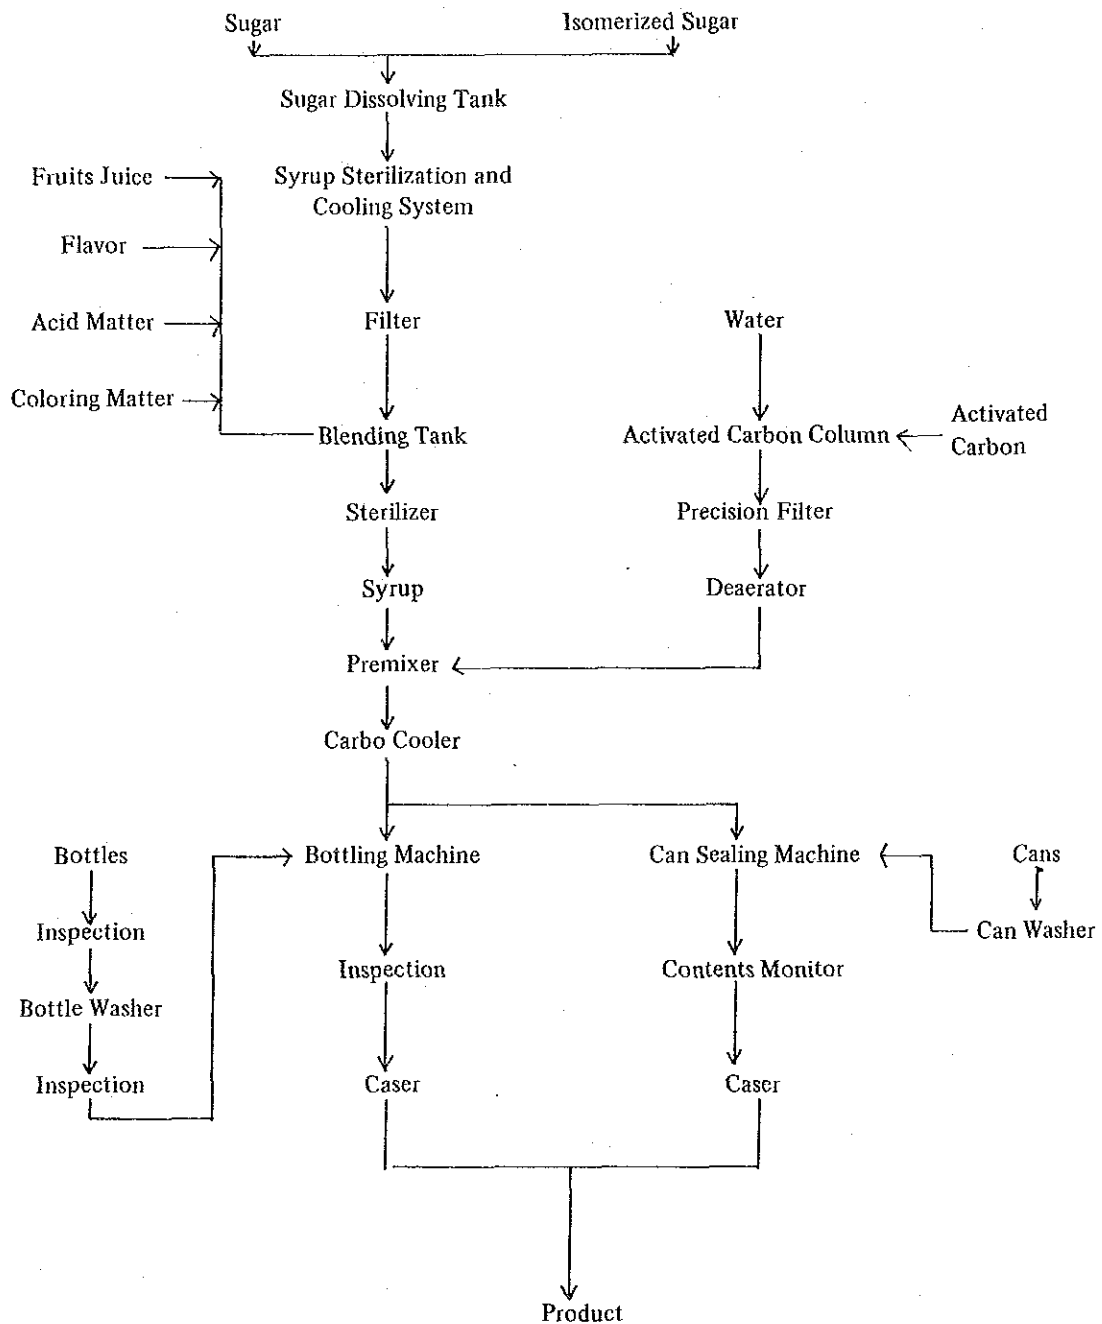 Sugar
Isomerized Sugar
Sugar Dissolving Tank
Fruits Juice
Syrup Sterilization and
Cooling System
Flavor
Acid Matter
Filter
Water
Coloring Matter
Blending Tank
Activated Carbon Column
Activated
Carbon
Sterilizer
Precision Filter
Syrup
Deaerator
Premixer
Carbo Cooler
Bottles
Bottling Machine
Can Sealing Machine
Cans
Inspection
Can Washer
Inspection
Contents Monitor
Bottle Washer
Inspection
Caser
Caser
Product